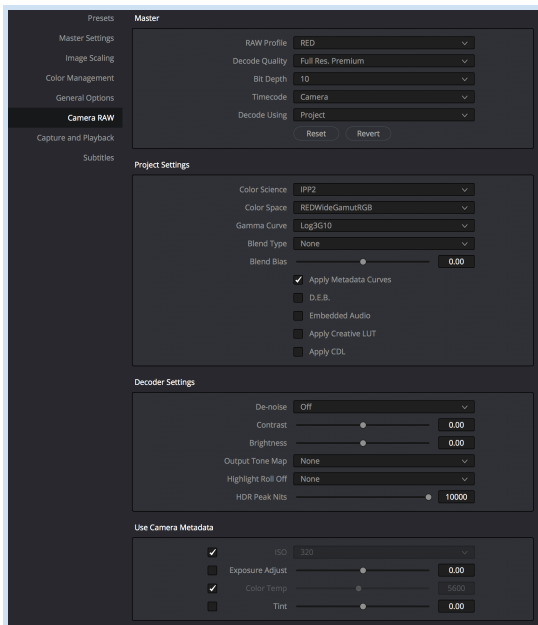 Presets
Master Settings
Image Scaling
Color Management
General Options
Camera RAW
Capture and Playback
Subtitles
Master
RAW Profile RED
Decode Quality Full Res. Premium
Bit Depth 10
Timecode Camera
Decode Using Project
Reset Revert
Project Settings
Color Science IPP2
Color Space REDWideGamutRGB
Gamma Curve Log3G10
Blend Type None
Blend Bias 0.00
Apply Metadata Curves
D.E.B.
Embedded Audio
Apply Creative LUT
Apply CDL
Decoder Settings
De-noise Off
Contrast 0.00
Brightness 0.00
Output Tone Map None
Highlight Roll Off None
HDR Peak Nits 10000
Use Camera Metadata
ISO 320
Exposure Adjust 0.00
Color Temp 5600
Tint 0.00